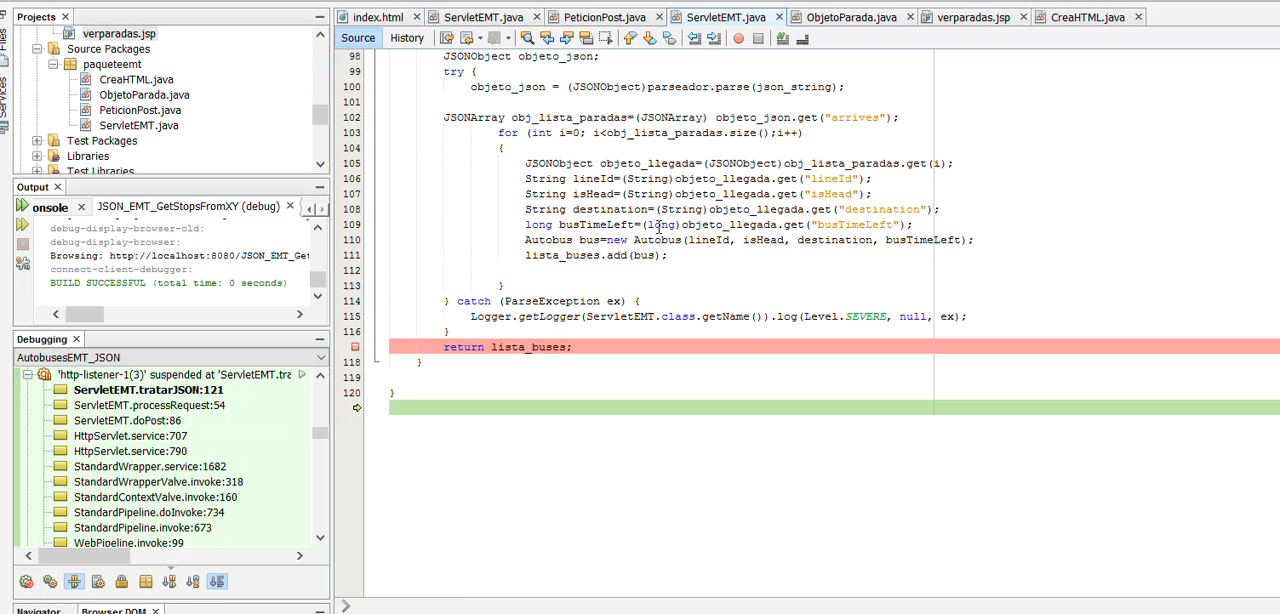 Projects
index.html
ServletEMT.java
PeticionPost.java
ServletEMT.java
ObjetoParada.java
verparadas.jsp
CreaHTML.java
Files
Services
verparadas.jsp
Source Packages
paqueteemt
CreaHTML.java
ObjetoParada.java
PeticionPost.java
ServletEMT.java
Test Packages
Libraries
Test Libraries
Output
onsole
JSON_EMT_GetStopsFromXY (debug)
debug-display-browser-old:
debug-display-browser:
Browsing: http://localhost:8080/JSON_EMT_Get
connect-client-debugger:
BUILD SUCCESSFUL (total time: 0 seconds)
Debugging
AutobusesEMT_JSON
'http-listener-1(3)' suspended at 'ServletEMT.tra
ServletEMT.tratarJSON:121
ServletEMT.processRequest:54
ServletEMT.doPost:86
HttpServlet.service:707
HttpServlet.service:790
StandardWrapper.service:1682
StandardWrapperValve.invoke:318
StandardContextValve.invoke:160
StandardPipeline.doInvoke:734
StandardPipeline.invoke:673
WebPipeline.invoke:99
Navigator
Browser DOM
Source
History
98 JSONObject objeto_json;
99 try {
100 objeto_json = (JSONObject)parseador.parse(json_string);
101
102 JSONArray obj_lista_paradas=(JSONArray) objeto_json.get("arrives");
103 for (int i=0; i<obj_lista_paradas.size();i++)
104 {
105 JSONObject objeto_llegada=(JSONObject)obj_lista_paradas.get(i);
106 String lineId=(String)objeto_llegada.get("lineId");
107 String isHead=(String)objeto_llegada.get("isHead");
108 String destination=(String)objeto_llegada.get("destination");
109 long busTimeLeft=(long)objeto_llegada.get("busTimeLeft");
110 Autobus bus=new Autobus(lineId, isHead, destination, busTimeLeft);
111 lista_buses.add(bus);
112
113 }
114 } catch (ParseException ex) {
115 Logger.getLogger(ServletEMT.class.getName()).log(Level.SEVERE, null, ex);
116 }
return lista_buses;
118 }
119
120 }